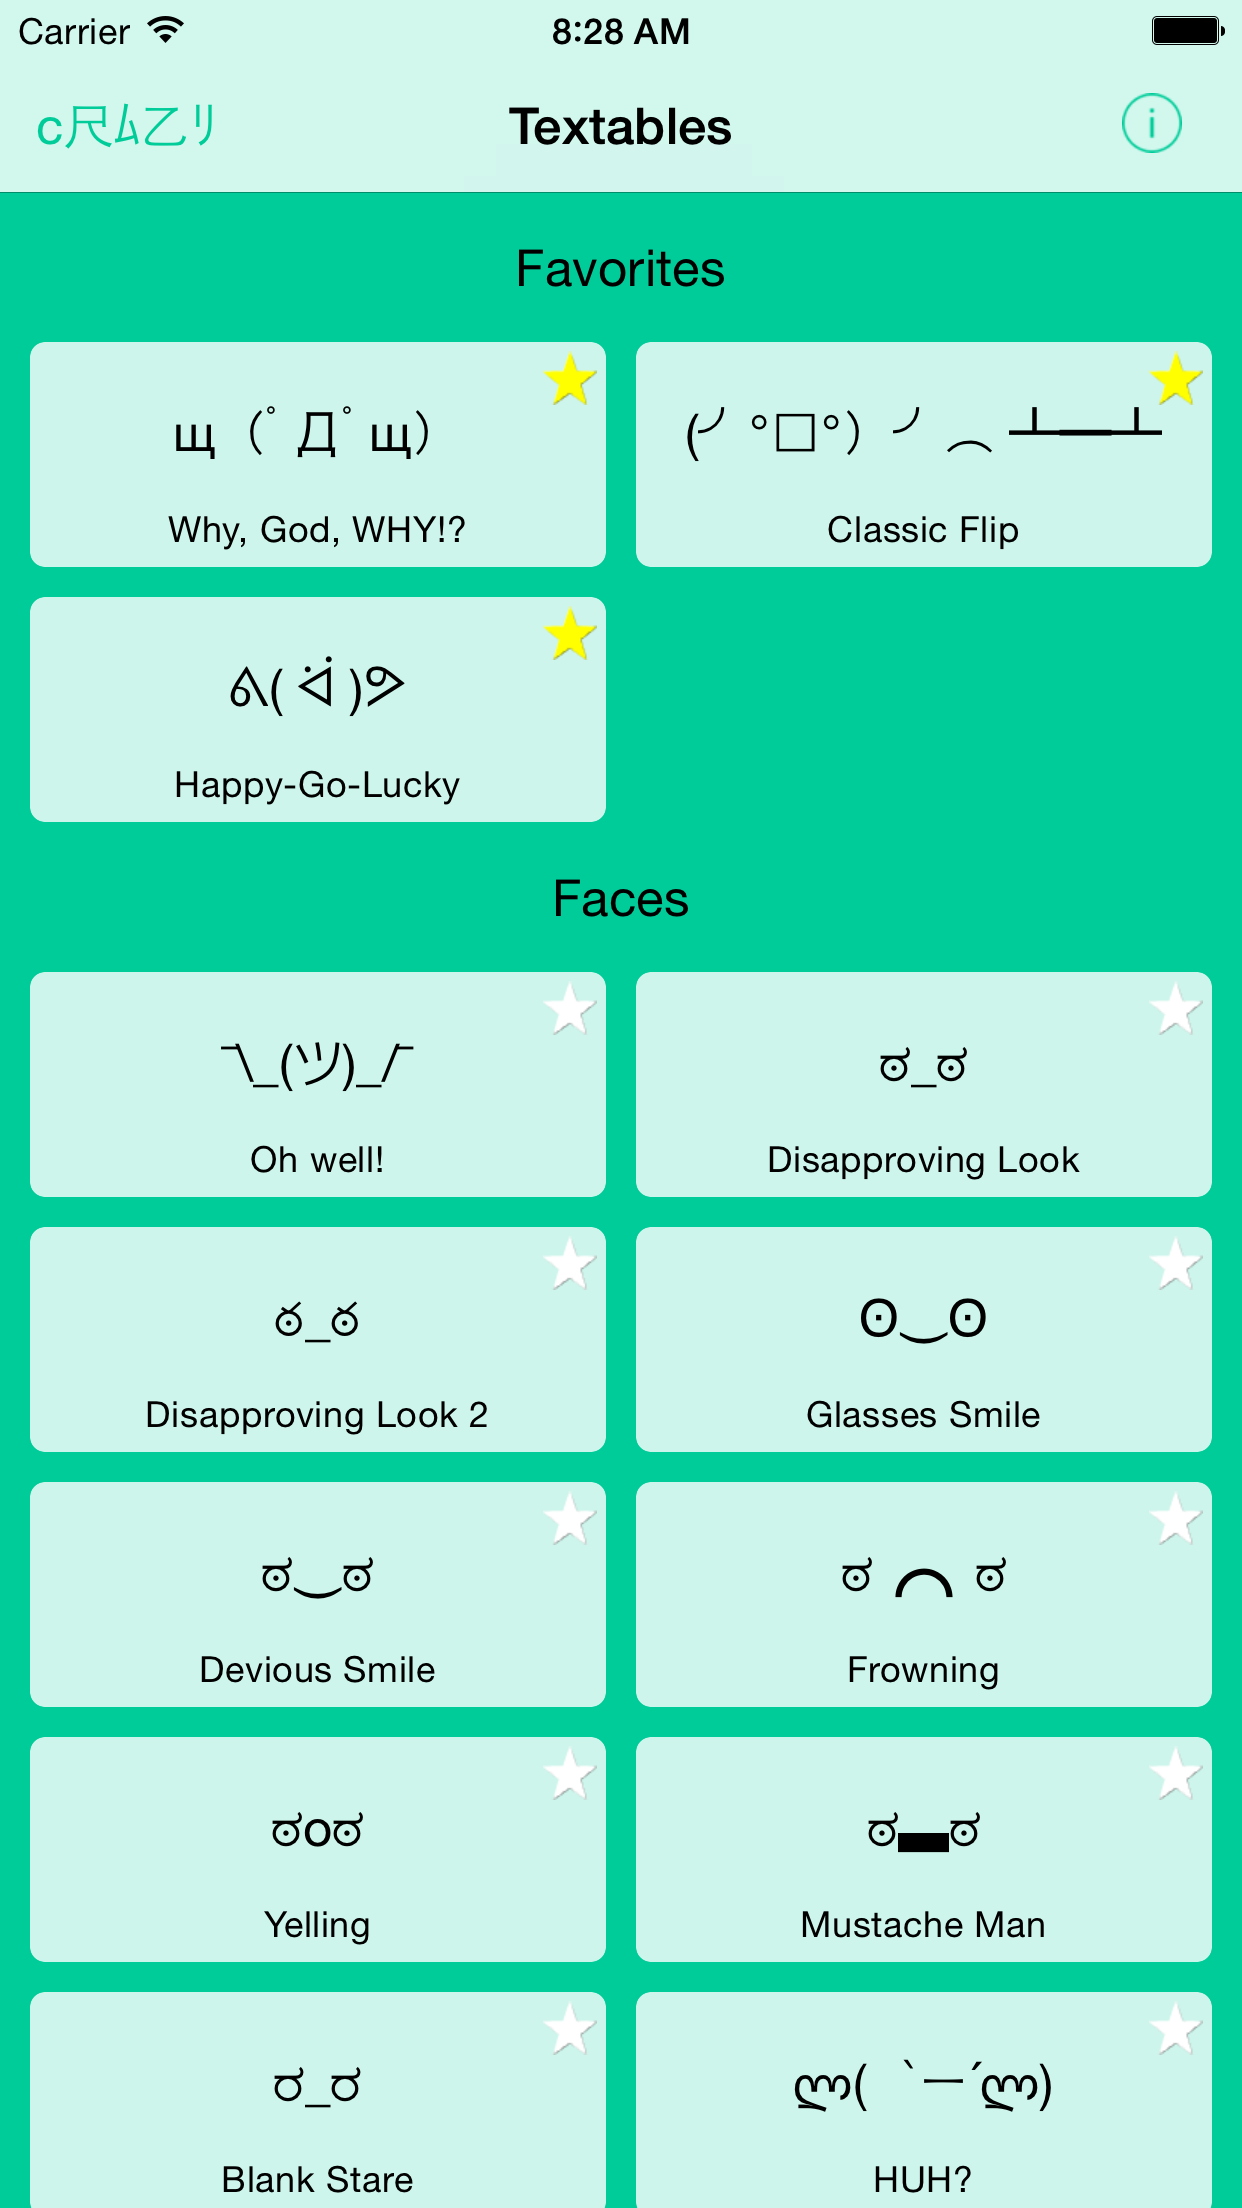 Carrier 8:28 AM
c尺ﾑ乙ﾘ Textables i
Favorites
щ（ﾟДﾟщ） (╯°□°）╯︵ ┻━┻
Why, God, WHY!? Classic Flip
ᕕ( ᐛ )ᕗ
Happy-Go-Lucky
Faces
¯\_(ツ)_/¯ ಠ_ಠ
Oh well! Disapproving Look
ఠ_ఠ ʘ‿ʘ
Disapproving Look 2 Glasses Smile
ಠ‿ಠ ಠ ⌒ ಠ
Devious Smile Frowning
ಠoಠ ಠ▃ಠ
Yelling Mustache Man
ರ_ರ ლ( `ー´ლ)
Blank Stare HUH?